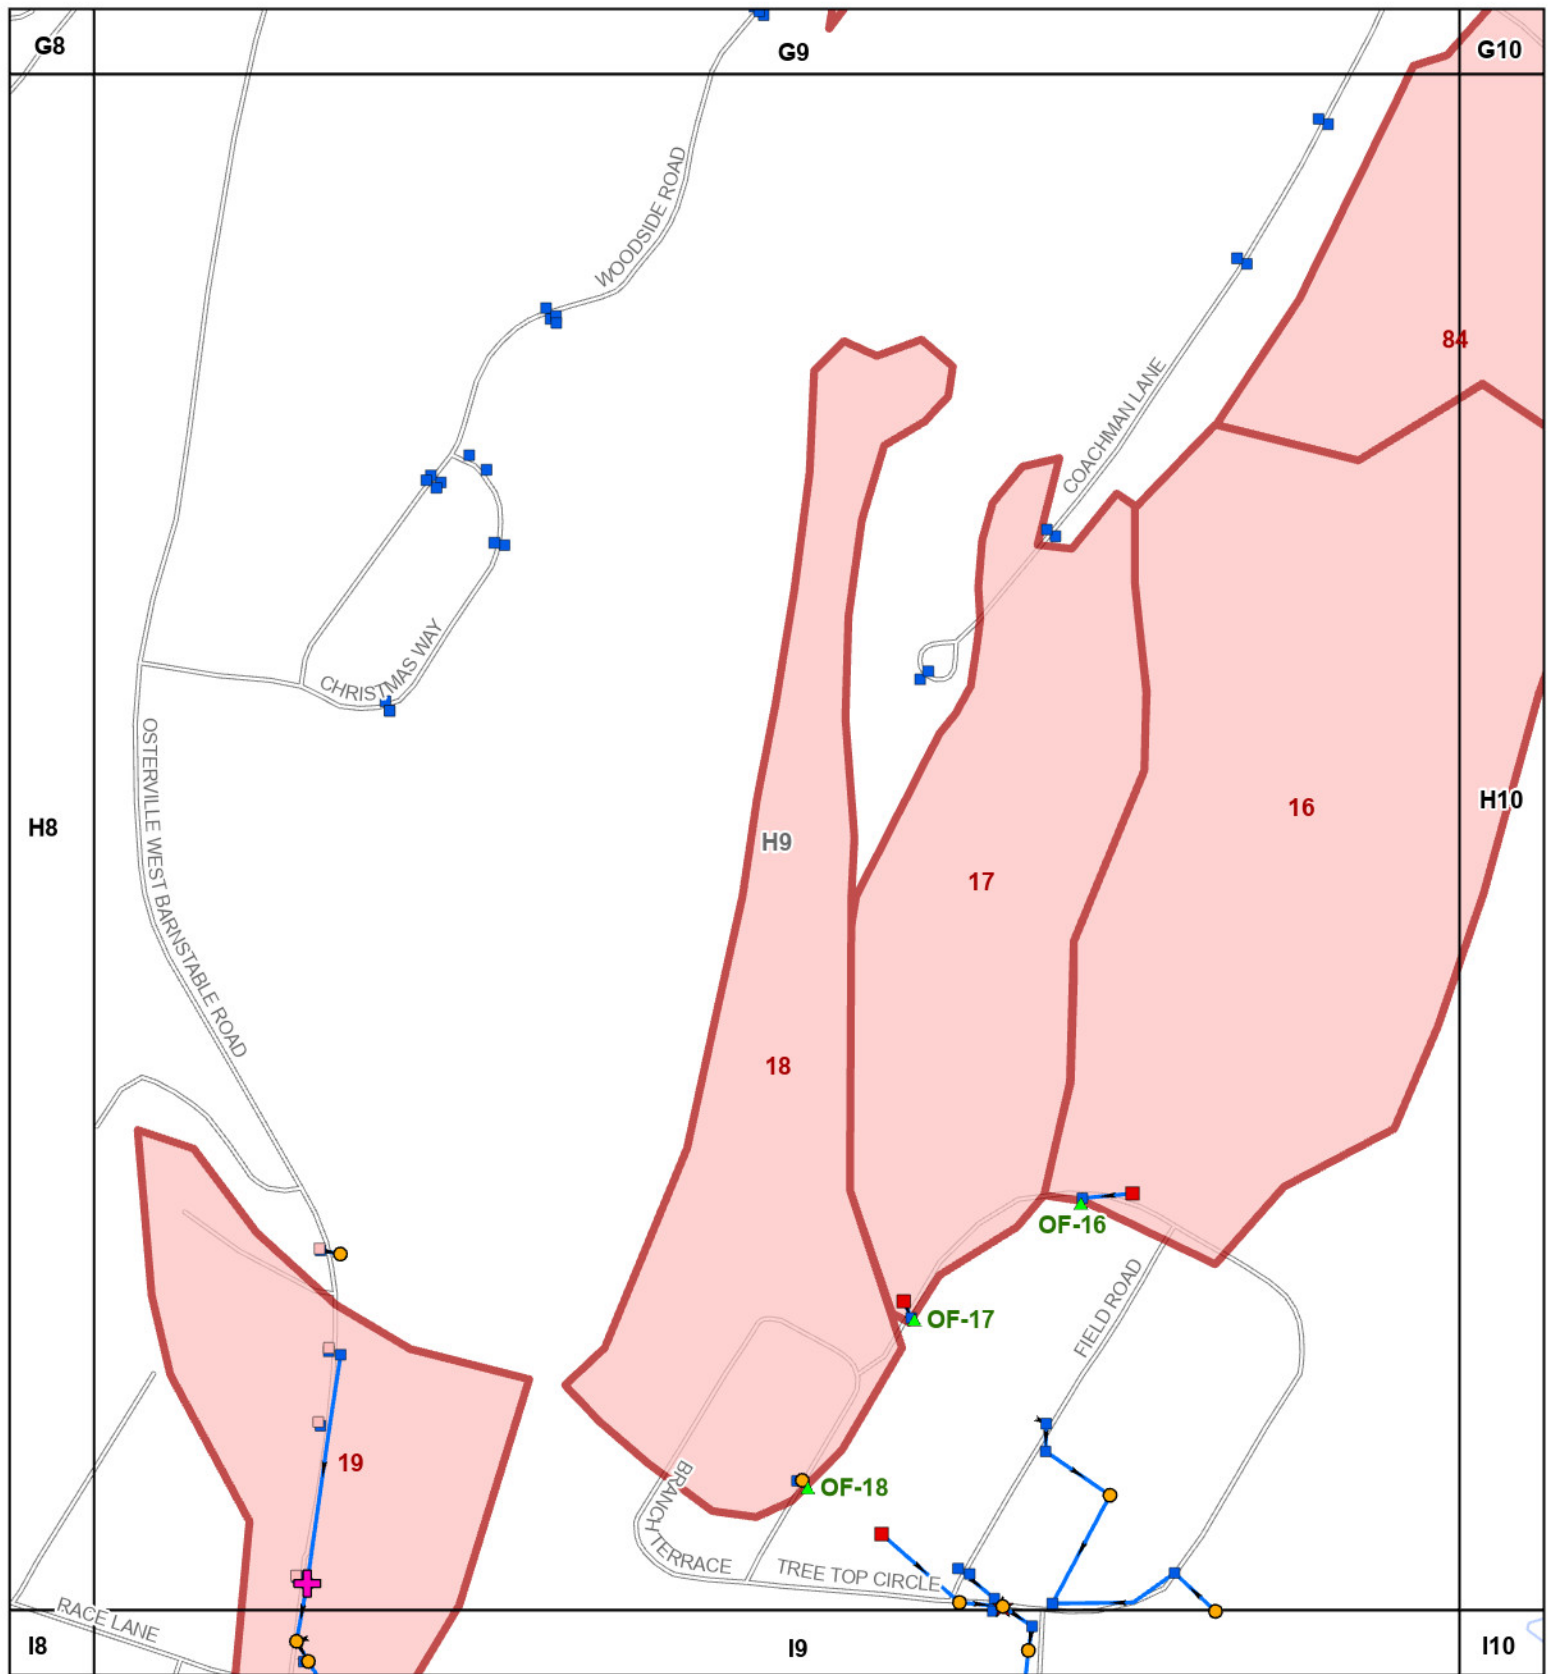 G8
G9
G10
WOODSIDE ROAD
84
COACHMAN LANE
CHRISTMAS WAY
OSTERVILLE WEST BARNSTABLE ROAD
H8
H9
H10
16
17
18
OF-16
FIELD ROAD
OF-17
19
OF-18
BRANCH TERRACE
TREE TOP CIRCLE
RACE LANE
I8
I9
I10